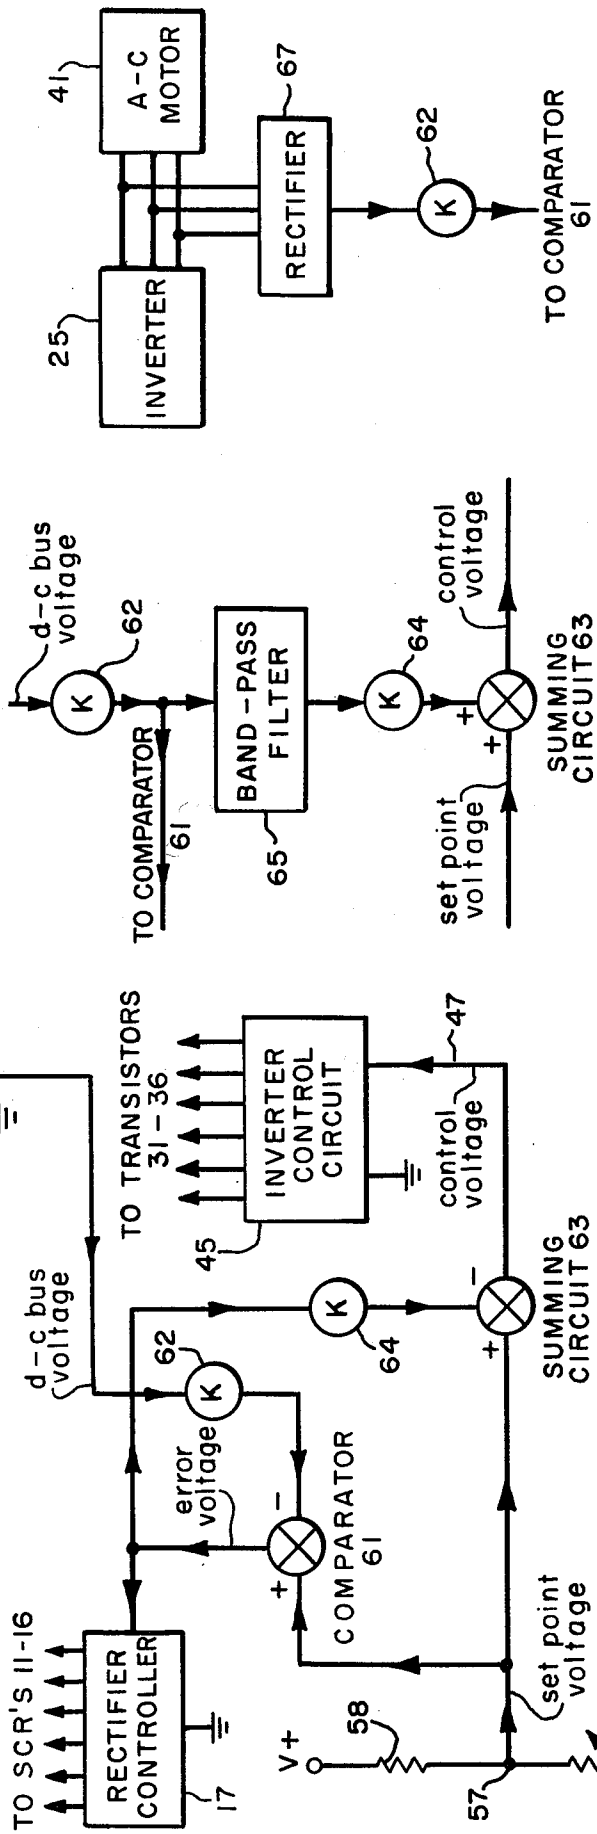 TO SCR'S 11-16
RECTIFIER
CONTROLLER
17
V+
58
57
set point
voltage
error
voltage
COMPARATOR
61
d-c bus
voltage
62
K
K
64
SUMMING
CIRCUIT 63
+
-
+
-
TO TRANSISTORS
31-36
INVERTER
CONTROL
CIRCUIT
45
control
voltage
47
d-c bus
voltage
K
62
TO COMPARATOR
61
BAND-PASS
FILTER
65
K
64
+
+
set point
voltage
control
voltage
SUMMING
CIRCUIT 63
25
INVERTER
41
A-C
MOTOR
RECTIFIER
67
K
62
TO COMPARATOR
61